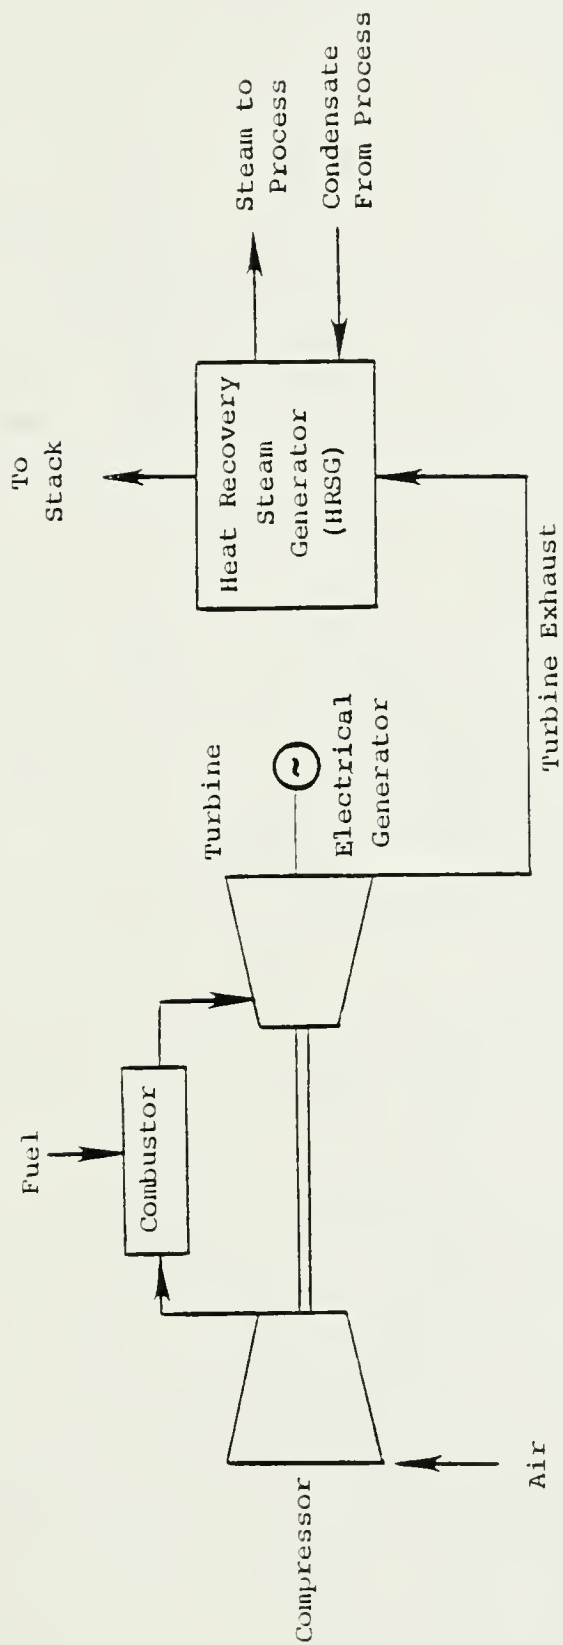 Fuel
Combustor
Compressor
Air
Turbine
Electrical
Generator
Turbine Exhaust
To
Stack
Heat Recovery
Steam
Generator
(HRSG)
Steam to
Process
Condensate
From Process
~